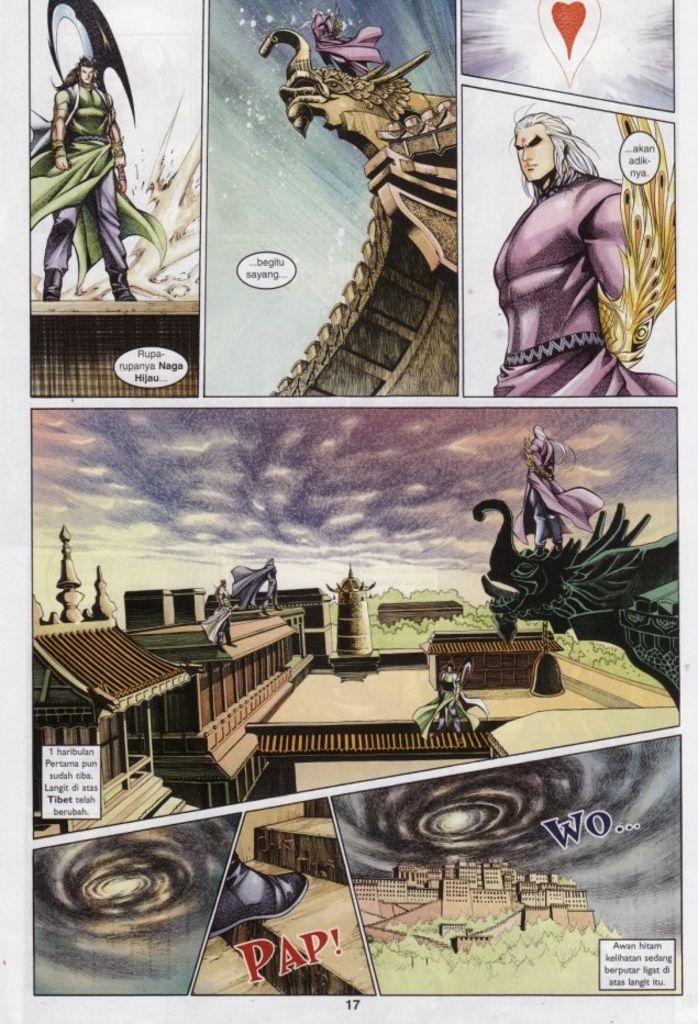 Rupa-
rupanya Naga
Hijau...
...begitu
sayang...
...akan
adik-
nya.
1 haribulan
Pertama pun
sudah tiba.
Langit di atas
Tibet telah
berubah.
PAP!
WO...
Awan hitam
kelihatan sedang
berputar ligat di
atas langit itu.
17